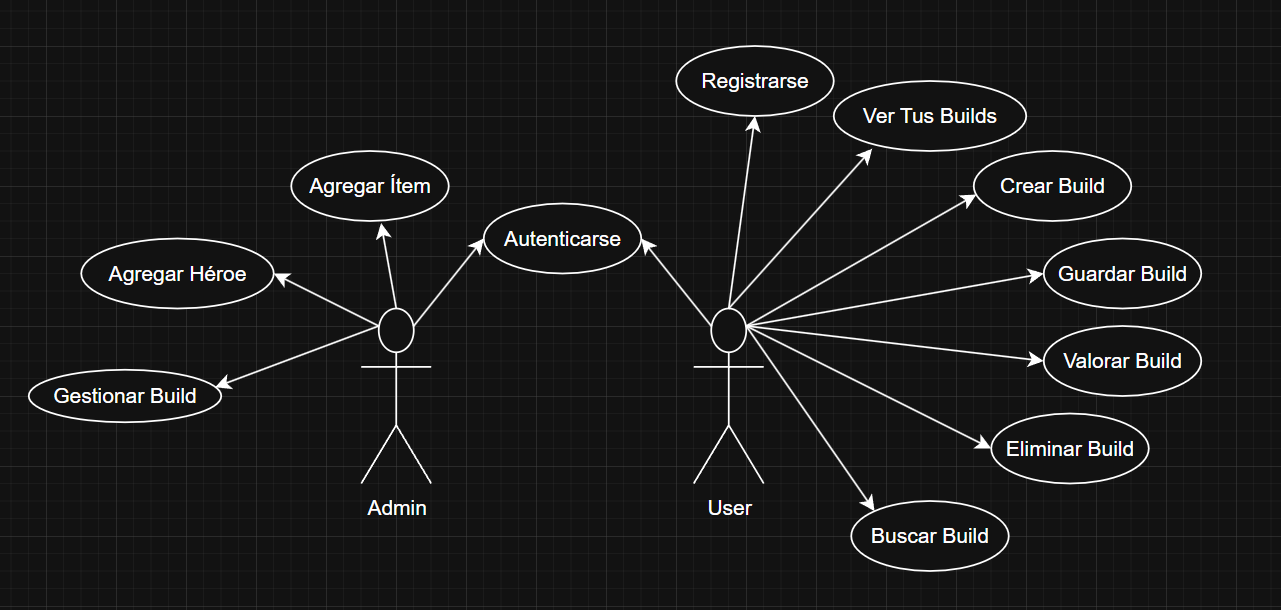 Registrarse
Ver Tus Builds
Agregar Ítem
Crear Build
Autenticarse
Agregar Héroe
Guardar Build
Valorar Build
Gestionar Build
Eliminar Build
Admin
User
Buscar Build